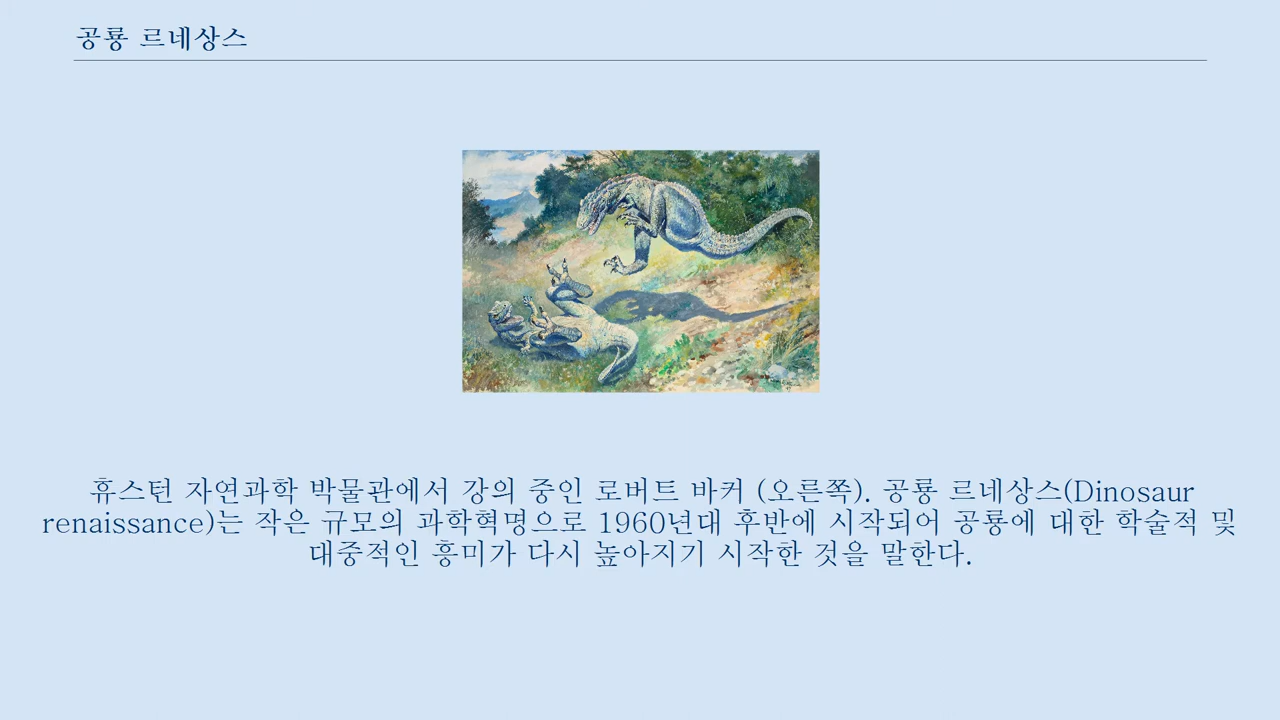 공룡 르네상스
휴스턴 자연과학 박물관에서 강의 중인 로버트 바커 (오른쪽). 공룡 르네상스(Dinosaur
renaissance)는 작은 규모의 과학혁명으로 1960년대 후반에 시작되어 공룡에 대한 학술적 및
대중적인 흥미가 다시 높아지기 시작한 것을 말한다.